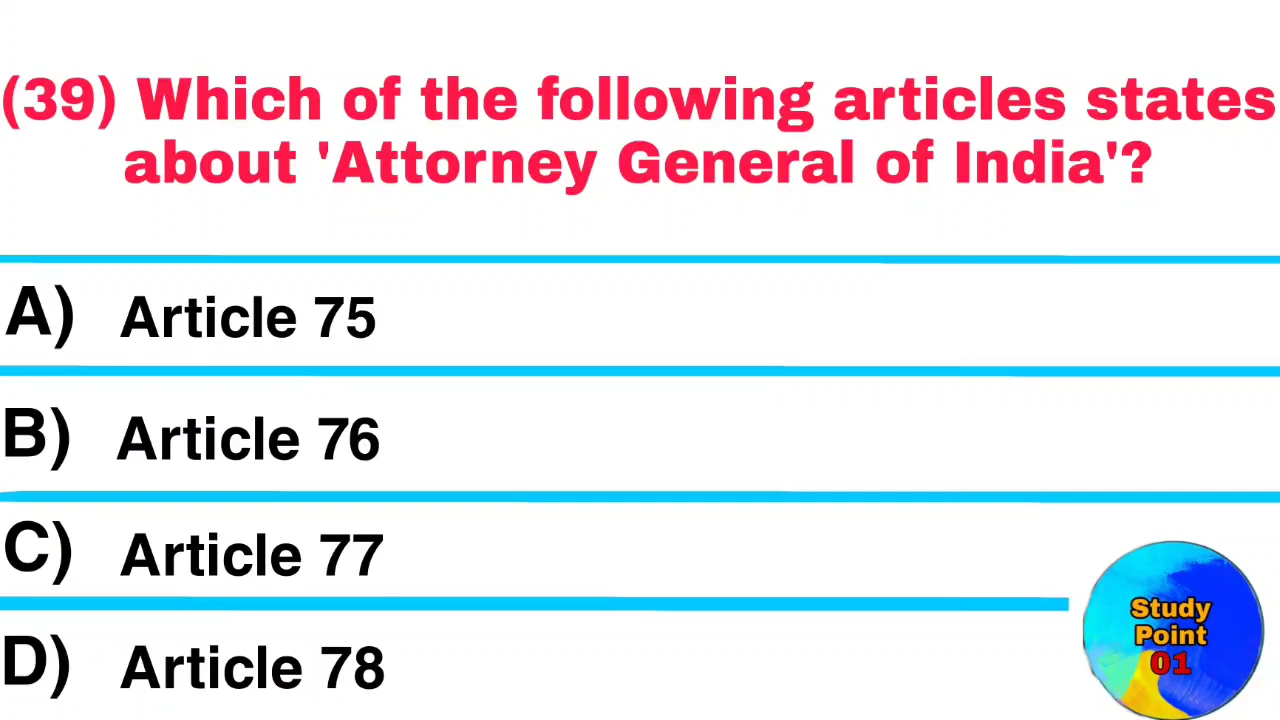 (39) Which of the following articles states
about 'Attorney General of India'?
A) Article 75
B) Article 76
C) Article 77
D) Article 78
Study
Point
01